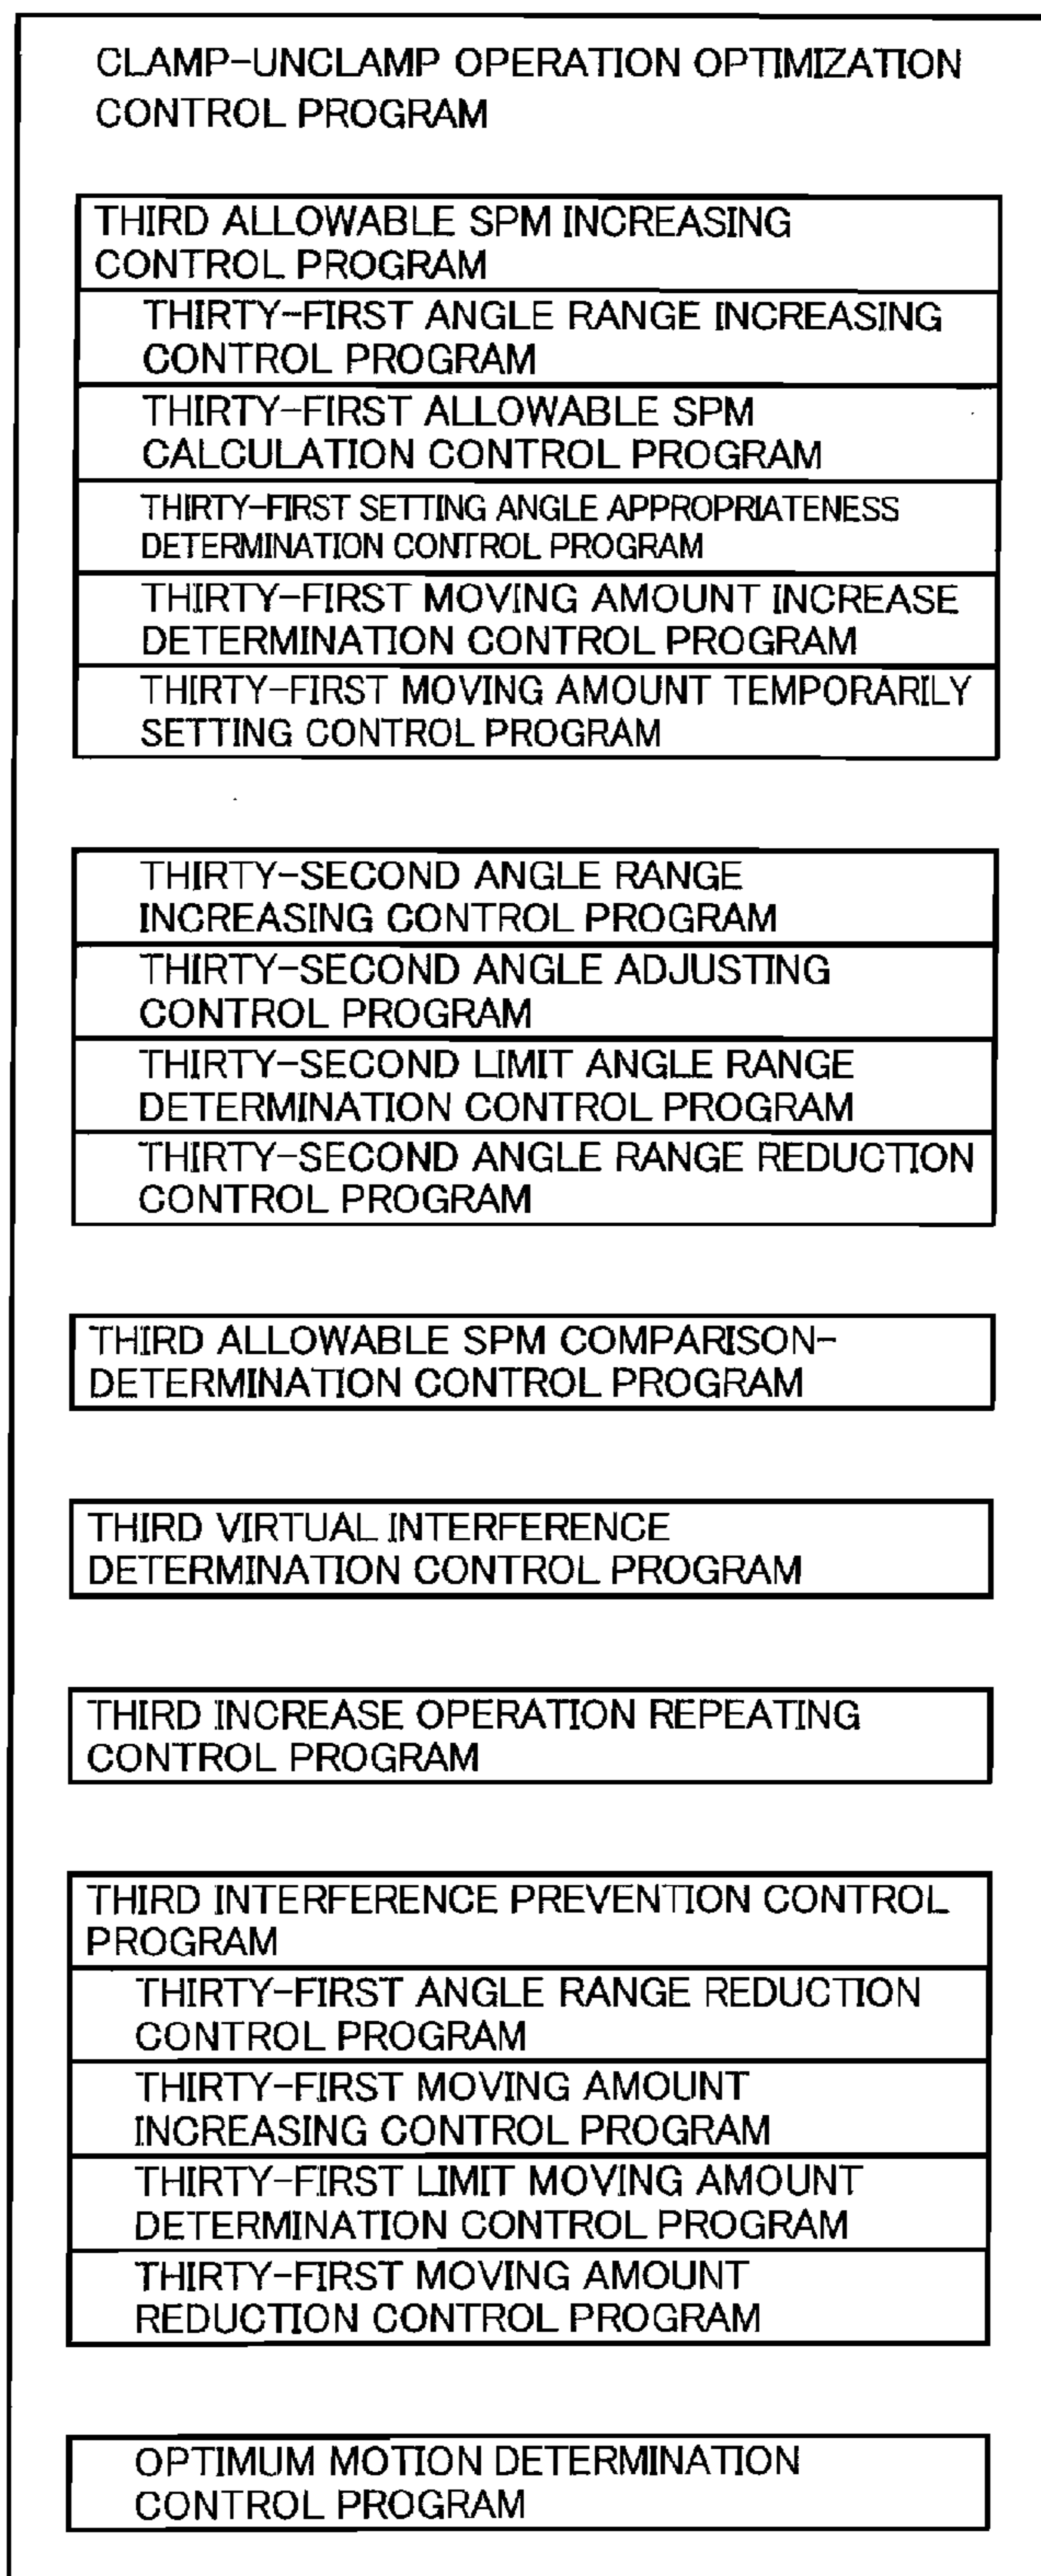 CLAMP-UNCLAMP OPERATION OPTIMIZATION
CONTROL PROGRAM
THIRD ALLOWABLE SPM INCREASING
CONTROL PROGRAM
THIRTY-FIRST ANGLE RANGE INCREASING
CONTROL PROGRAM
THIRTY-FIRST ALLOWABLE SPM
CALCULATION CONTROL PROGRAM
THIRTY-FIRST SETTING ANGLE APPROPRIATENESS
DETERMINATION CONTROL PROGRAM
THIRTY-FIRST MOVING AMOUNT INCREASE
DETERMINATION CONTROL PROGRAM
THIRTY-FIRST MOVING AMOUNT TEMPORARILY
SETTING CONTROL PROGRAM
THIRTY-SECOND ANGLE RANGE
INCREASING CONTROL PROGRAM
THIRTY-SECOND ANGLE ADJUSTING
CONTROL PROGRAM
THIRTY-SECOND LIMIT ANGLE RANGE
DETERMINATION CONTROL PROGRAM
THIRTY-SECOND ANGLE RANGE REDUCTION
CONTROL PROGRAM
THIRD ALLOWABLE SPM COMPARISON-
DETERMINATION CONTROL PROGRAM
THIRD VIRTUAL INTERFERENCE
DETERMINATION CONTROL PROGRAM
THIRD INCREASE OPERATION REPEATING
CONTROL PROGRAM
THIRD INTERFERENCE PREVENTION CONTROL
PROGRAM
THIRTY-FIRST ANGLE RANGE REDUCTION
CONTROL PROGRAM
THIRTY-FIRST MOVING AMOUNT
INCREASING CONTROL PROGRAM
THIRTY-FIRST LIMIT MOVING AMOUNT
DETERMINATION CONTROL PROGRAM
THIRTY-FIRST MOVING AMOUNT
REDUCTION CONTROL PROGRAM
OPTIMUM MOTION DETERMINATION
CONTROL PROGRAM